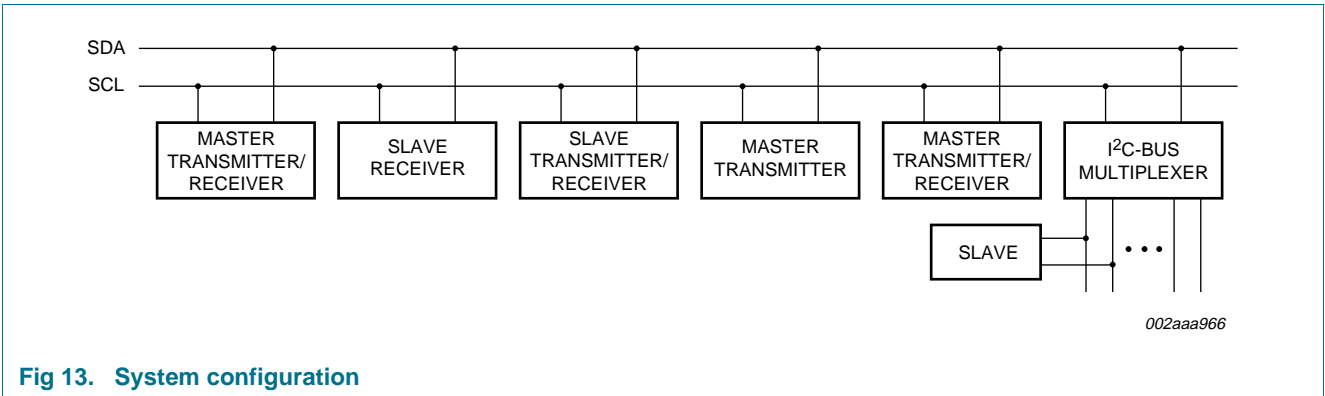 SDA
SCL
MASTER
TRANSMITTER/
RECEIVER
SLAVE
RECEIVER
SLAVE
TRANSMITTER/
RECEIVER
MASTER
TRANSMITTER
MASTER
TRANSMITTER/
RECEIVER
I²C-BUS
MULTIPLEXER
SLAVE
002aaa966
Fig 13. System configuration